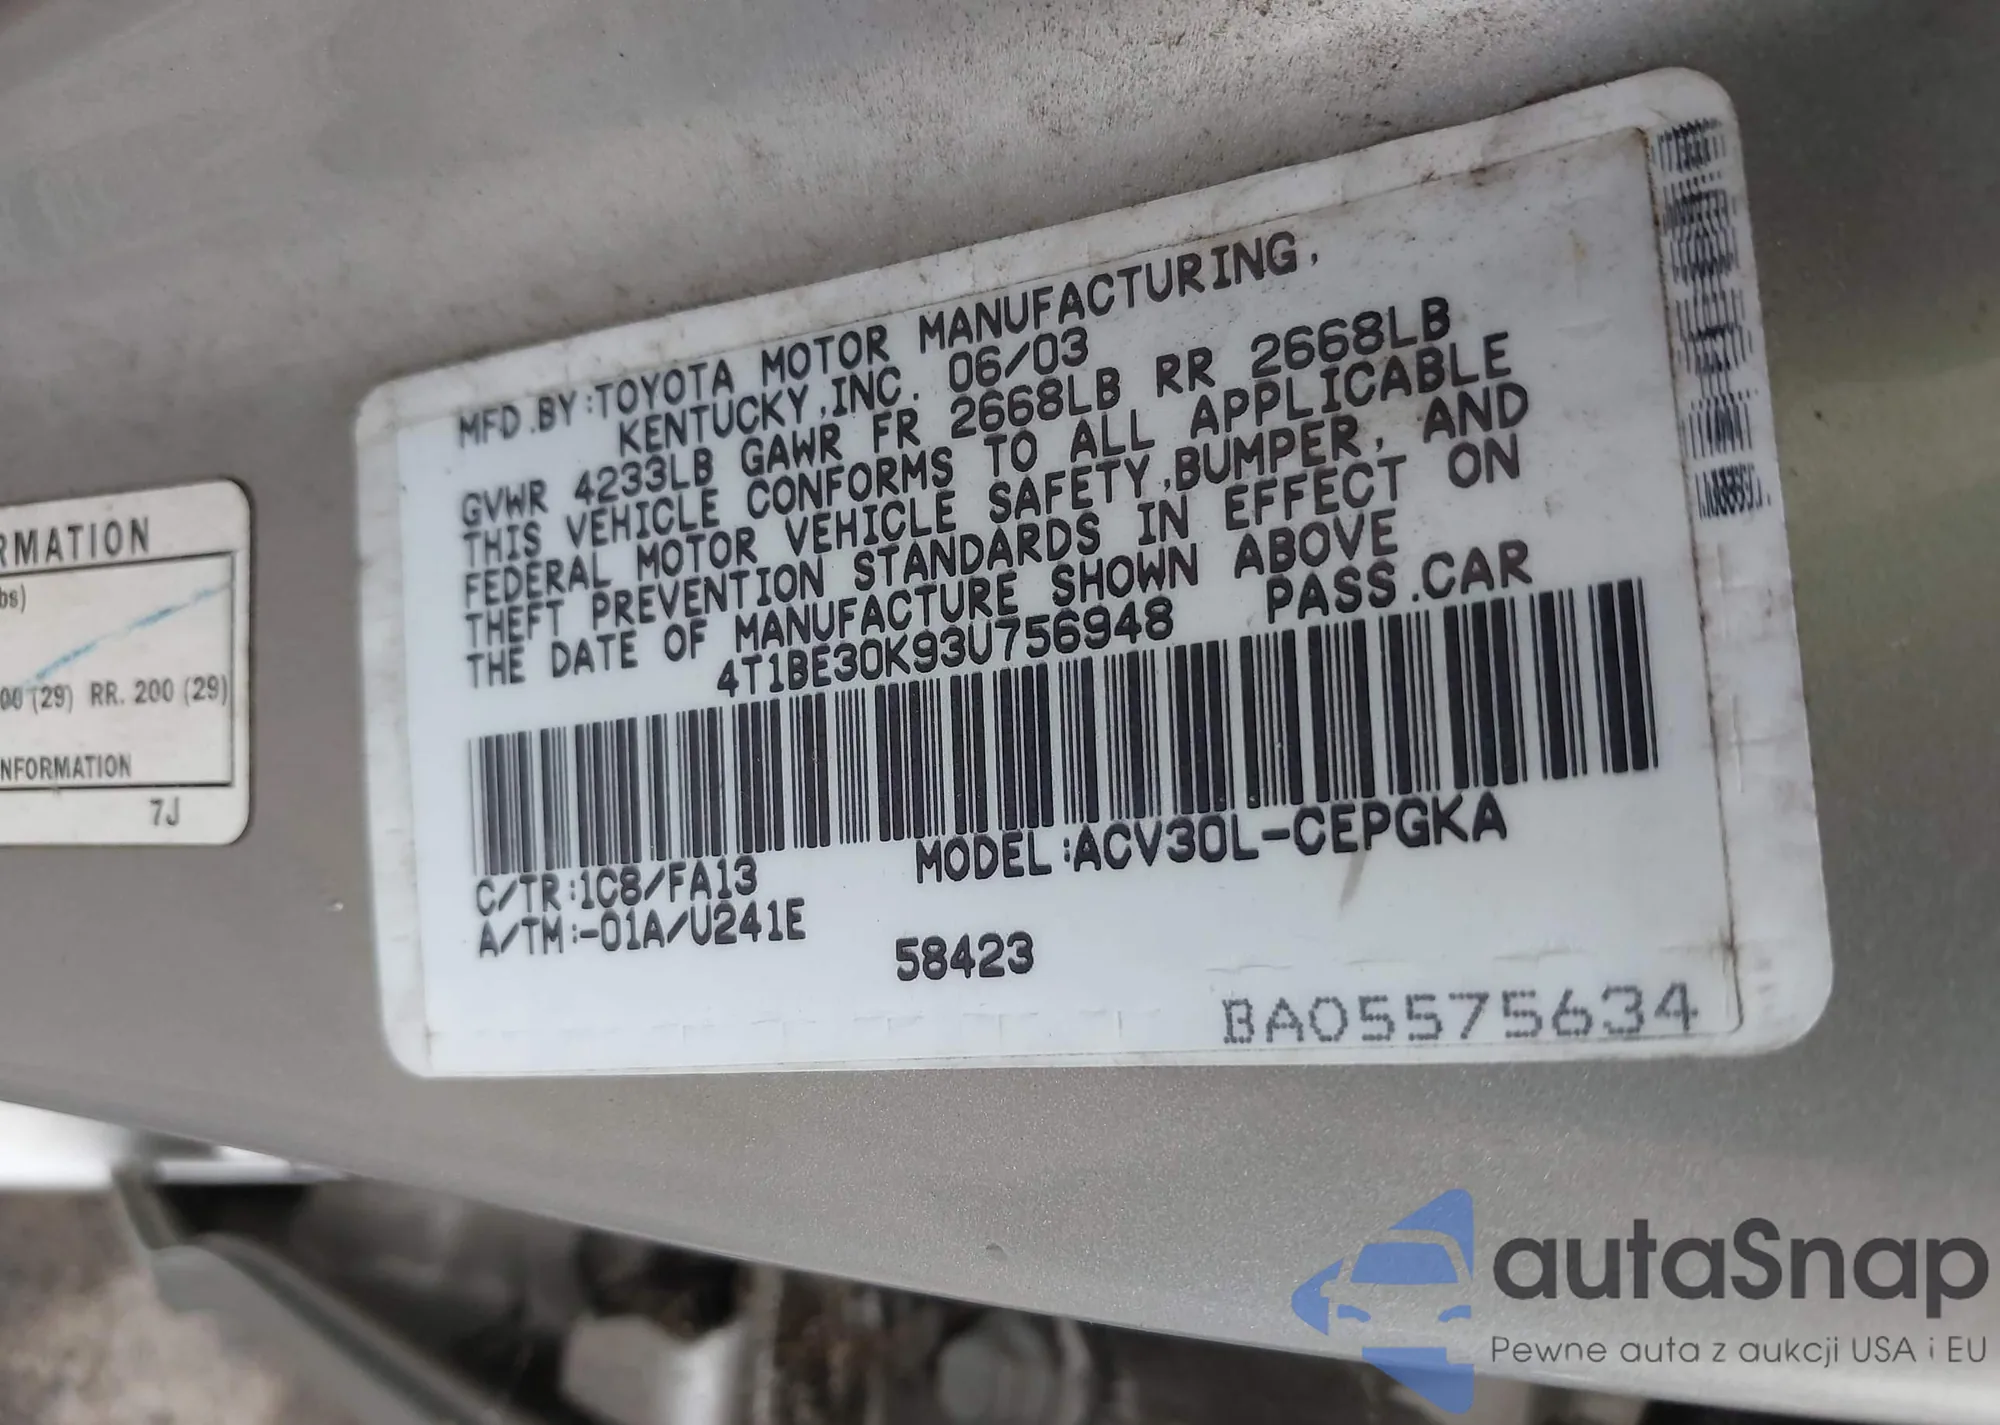 MFD.BY:TOYOTA MOTOR MANUFACTURING,
KENTUCKY,INC. 06/03
GVWR 4233LB GAWR FR 2668LB RR 2668LB
THIS VEHICLE CONFORMS TO ALL APPLICABLE
FEDERAL MOTOR VEHICLE SAFETY,BUMPER, AND
THEFT PREVENTION STANDARDS IN EFFECT ON
THE DATE OF MANUFACTURE SHOWN ABOVE
4T1BE30K93U756948 PASS.CAR
C/TR:1C8/FA13 MODEL:ACV30L-CEPGKA
A/TM:-01A/U241E
58423
BA05575634
RMATION
bs)
00 (29) RR. 200 (29)
NFORMATION
7J
autaSnap
Pewne auta z aukcji USA i EU